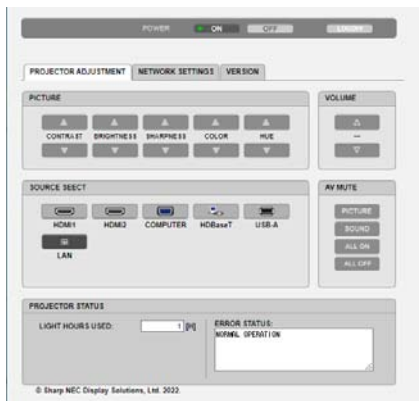 POWER ON OFF LOGOFF
PROJECTOR ADJUSTMENT NETWORK SETTINGS VERSION
PICTURE VOLUME
CONTRAST BRIGHTNESS SHARPNESS COLOR HUE ---
SOURCE SEECT AV MUTE
HDMI1 HDMI2 COMPUTER HDBaseT USB-A
LAN
PICTURE
SOUND
ALL ON
ALL OFF
PROJECTOR STATUS
LIGHT HOURS USED: 1 [H]
ERROR STATUS:
NORMAL OPERATION
© Sharp NEC Display Solutions, Ltd. 2022.